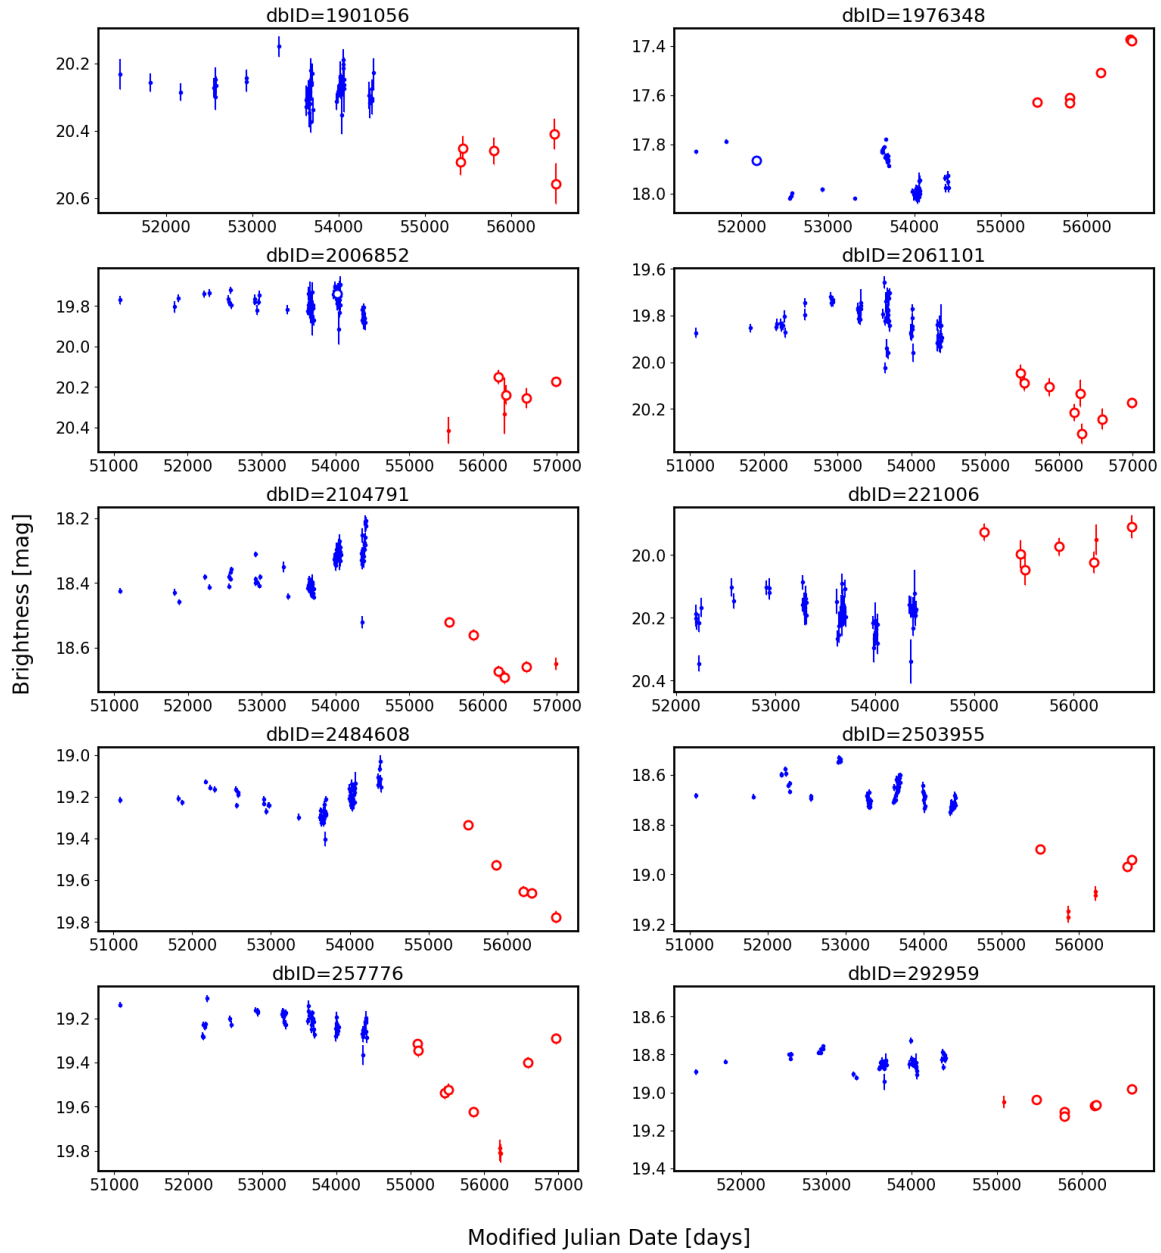 dbID=1901056
20.2
20.4
20.6
52000 53000 54000 55000 56000
dbID=1976348
17.4
17.6
17.8
18.0
52000 53000 54000 55000 56000
dbID=2006852
19.8
20.0
20.2
20.4
51000 52000 53000 54000 55000 56000 57000
dbID=2061101
19.6
19.8
20.0
20.2
51000 52000 53000 54000 55000 56000 57000
dbID=2104791
18.2
18.4
18.6
51000 52000 53000 54000 55000 56000 57000
dbID=221006
20.0
20.2
20.4
52000 53000 54000 55000 56000
Brightness [mag]
dbID=2484608
19.0
19.2
19.4
19.6
19.8
51000 52000 53000 54000 55000 56000
dbID=2503955
18.6
18.8
19.0
19.2
51000 52000 53000 54000 55000 56000
dbID=257776
19.2
19.4
19.6
19.8
51000 52000 53000 54000 55000 56000 57000
dbID=292959
18.6
18.8
19.0
19.2
19.4
52000 53000 54000 55000 56000
Modified Julian Date [days]